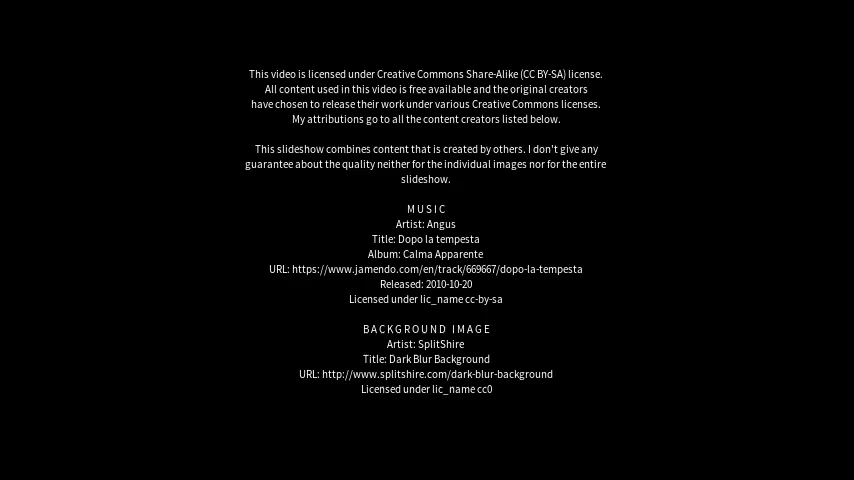 This video is licensed under Creative Commons Share-Alike (CC BY-SA) license.
All content used in this video is free available and the original creators
have chosen to release their work under various Creative Commons licenses.
My attributions go to all the content creators listed below.
This slideshow combines content that is created by others. I don't give any
guarantee about the quality neither for the individual images nor for the entire
slideshow.
MUSIC
Artist: Angus
Title: Dopo la tempesta
Album: Calma Apparente
URL: https://www.jamendo.com/en/track/669667/dopo-la-tempesta
Released: 2010-10-20
Licensed under lic_name cc-by-sa
BACKGROUND IMAGE
Artist: SplitShire
Title: Dark Blur Background
URL: http://www.splitshire.com/dark-blur-background
Licensed under lic_name cc0